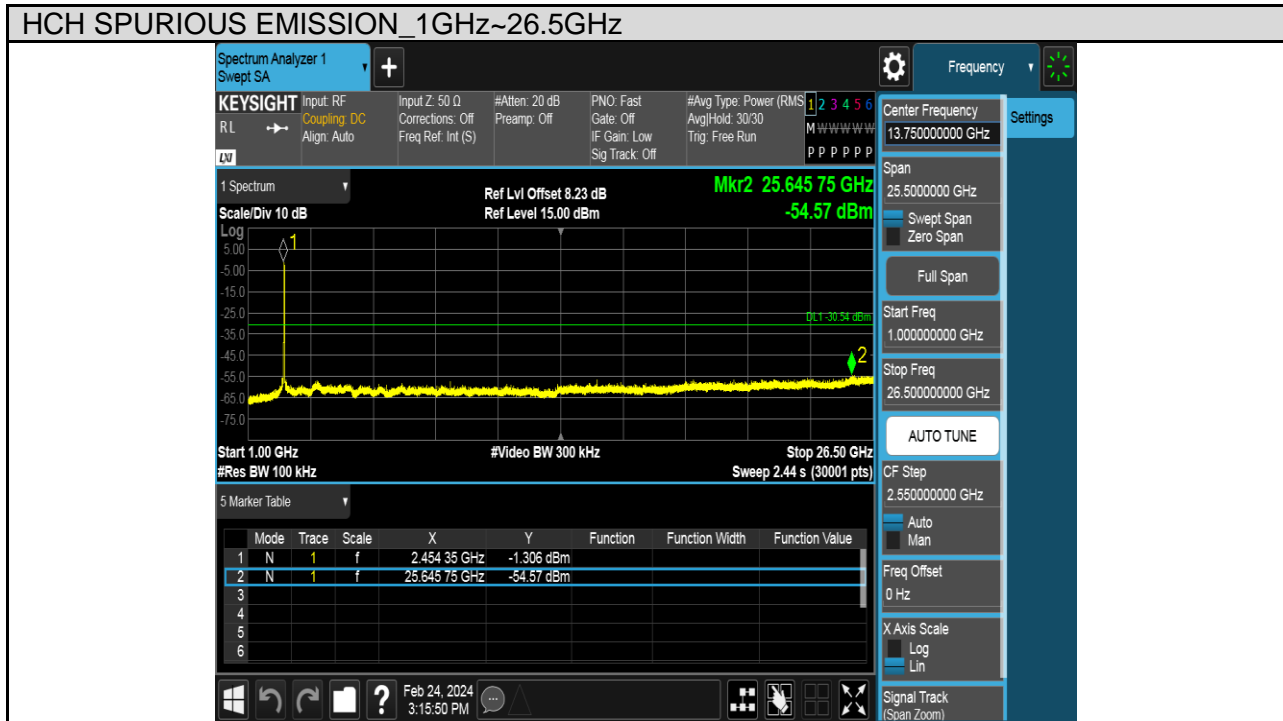 HCH SPURIOUS EMISSION_1GHz~26.5GHz
Spectrum Analyzer 1
Swept SA
Frequency
KEYSIGHT
RL
LXI
Input: RF
Coupling: DC
Align: Auto
Input Z: 50 Ω
Corrections: Off
Freq Ref: Int (S)
#Atten: 20 dB
Preamp: Off
PNO: Fast
Gate: Off
IF Gain: Low
Sig Track: Off
#Avg Type: Power (RMS
Avg|Hold: 30/30
Trig: Free Run
1 2 3 4 5 6
M W W W W W
P P P P P P
1 Spectrum
Scale/Div 10 dB
Ref Lvl Offset 8.23 dB
Ref Level 15.00 dBm
Mkr2 25.645 75 GHz
-54.57 dBm
Log
5.00
-5.00
-15.0
-25.0
-35.0
-45.0
-55.0
-65.0
-75.0
1
DL1 -30.54 dBm
2
Start 1.00 GHz
#Video BW 300 kHz
Stop 26.50 GHz
#Res BW 100 kHz
Sweep 2.44 s (30001 pts)
5 Marker Table
Mode Trace Scale X Y Function Function Width Function Value
1 N 1 f 2.454 35 GHz -1.306 dBm
2 N 1 f 25.645 75 GHz -54.57 dBm
3
4
5
6
Feb 24, 2024
3:15:50 PM
Settings
Center Frequency
13.750000000 GHz
Span
25.5000000 GHz
Swept Span
Zero Span
Full Span
Start Freq
1.000000000 GHz
Stop Freq
26.500000000 GHz
AUTO TUNE
CF Step
2.550000000 GHz
Auto
Man
Freq Offset
0 Hz
X Axis Scale
Log
Lin
Signal Track
(Span Zoom)